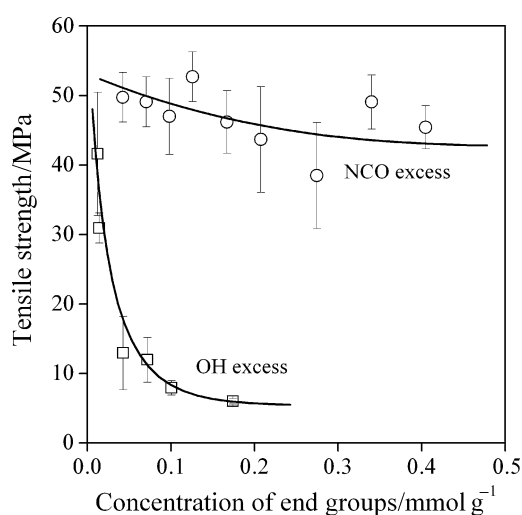 60
50
40
30
20
10
0
Tensile strength/MPa
NCO excess
OH excess
0.0 0.1 0.2 0.3 0.4 0.5
Concentration of end groups/mmol g⁻¹